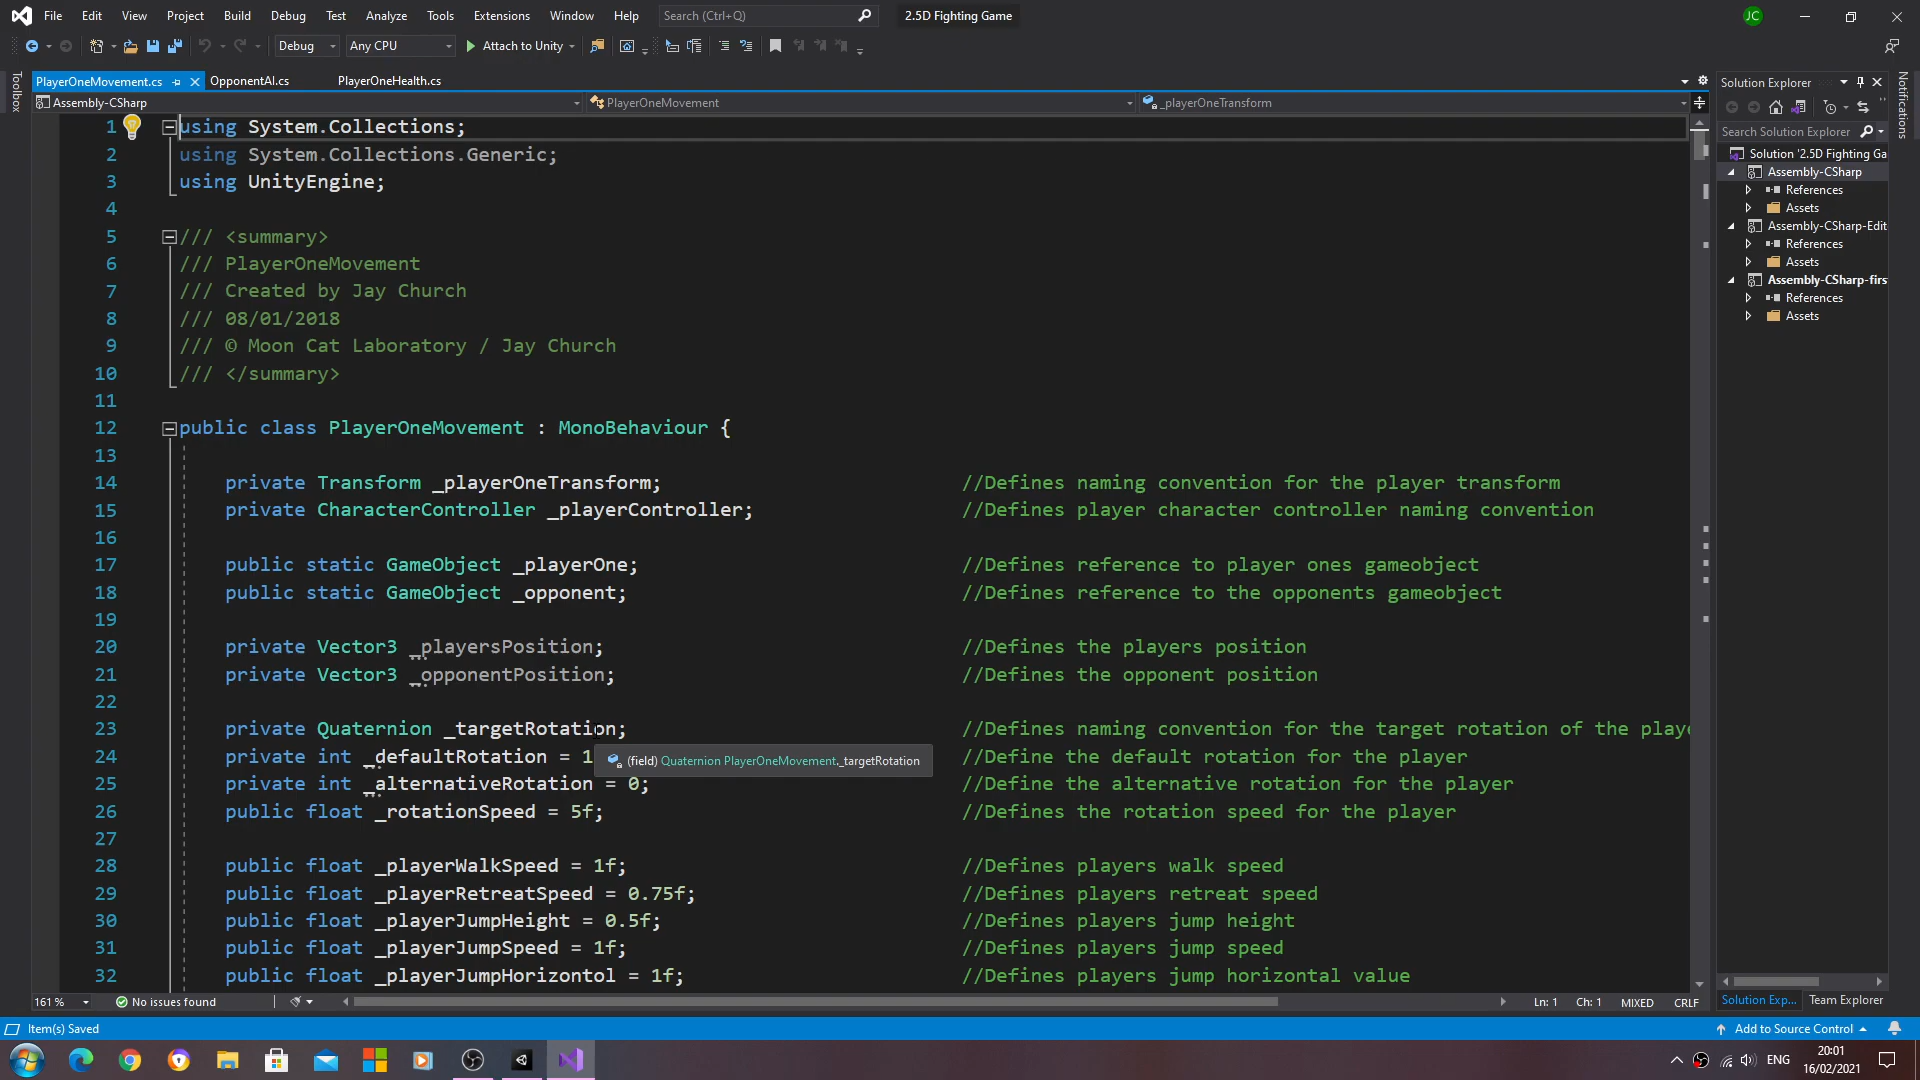 File Edit View Project Build Debug Test Analyze Tools Extensions Window Help Search (Ctrl+Q) 2.5D Fighting Game JC
Debug Any CPU Attach to Unity
Toolbox
PlayerOneMovement.cs OpponentAI.cs PlayerOneHealth.cs
Assembly-CSharp PlayerOneMovement _playerOneTransform
1 using System.Collections;
2 using System.Collections.Generic;
3 using UnityEngine;
4
5 /// <summary>
6 /// PlayerOneMovement
7 /// Created by Jay Church
8 /// 08/01/2018
9 /// © Moon Cat Laboratory / Jay Church
10 /// </summary>
11
12 public class PlayerOneMovement : MonoBehaviour {
13
14 private Transform _playerOneTransform; //Defines naming convention for the player transform
15 private CharacterController _playerController; //Defines player character controller naming convention
16
17 public static GameObject _playerOne; //Defines reference to player ones gameobject
18 public static GameObject _opponent; //Defines reference to the opponents gameobject
19
20 private Vector3 _playersPosition; //Defines the players position
21 private Vector3 _opponentPosition; //Defines the opponent position
22
23 private Quaternion _targetRotation; //Defines naming convention for the target rotation of the playe
24 private int _defaultRotation = 1 //Define the default rotation for the player
(field) Quaternion PlayerOneMovement._targetRotation
25 private int _alternativeRotation = 0; //Define the alternative rotation for the player
26 public float _rotationSpeed = 5f; //Defines the rotation speed for the player
27
28 public float _playerWalkSpeed = 1f; //Defines players walk speed
29 public float _playerRetreatSpeed = 0.75f; //Defines players retreat speed
30 public float _playerJumpHeight = 0.5f; //Defines players jump height
31 public float _playerJumpSpeed = 1f; //Defines players jump speed
32 public float _playerJumpHorizontol = 1f; //Defines players jump horizontal value
161 % No issues found Ln: 1 Ch: 1 MIXED CRLF
Solution Explorer
Search Solution Explorer
Solution '2.5D Fighting Ga
Assembly-CSharp
References
Assets
Assembly-CSharp-Edit
References
Assets
Assembly-CSharp-firs
References
Assets
Solution Exp... Team Explorer
Notifications
Item(s) Saved Add to Source Control
ENG 20:01
16/02/2021